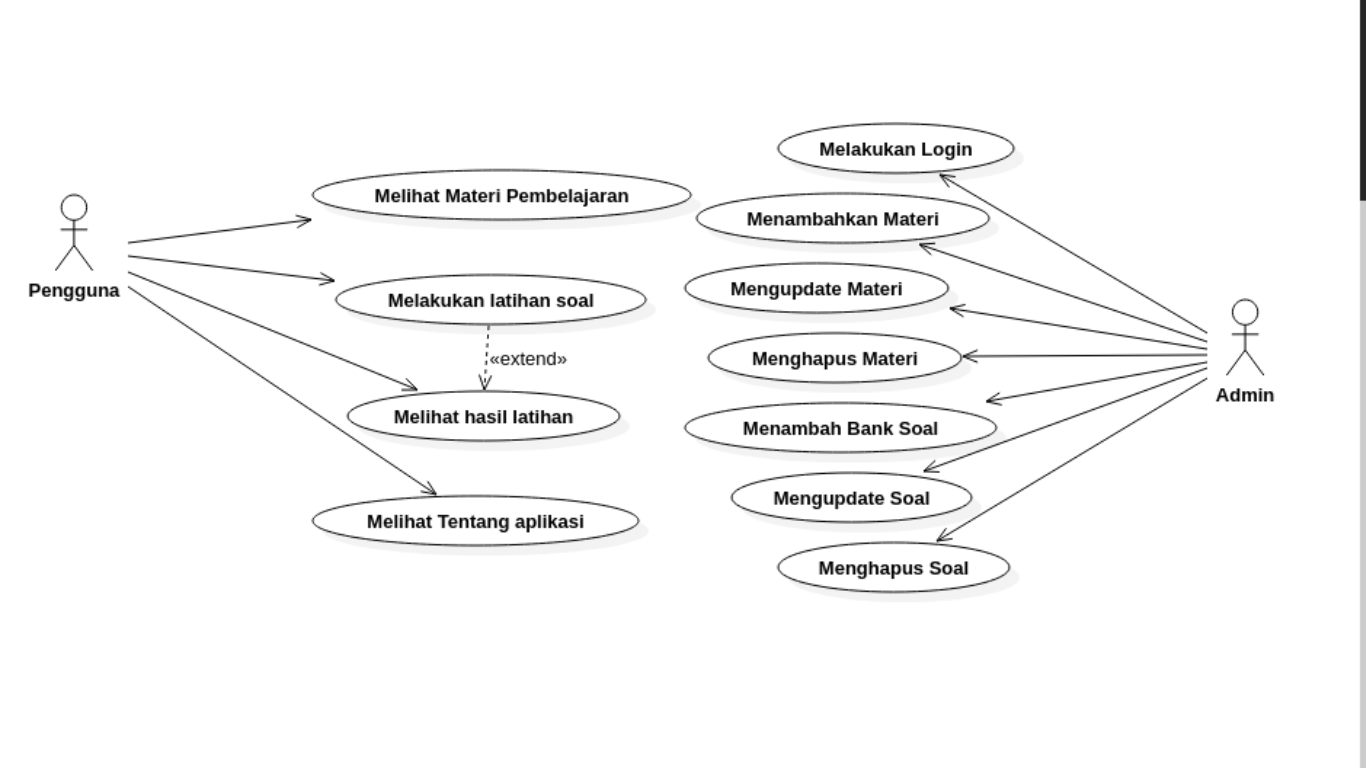 Pengguna
Melihat Materi Pembelajaran
Melakukan latihan soal
«extend»
Melihat hasil latihan
Melihat Tentang aplikasi
Melakukan Login
Menambahkan Materi
Mengupdate Materi
Menghapus Materi
Menambah Bank Soal
Mengupdate Soal
Menghapus Soal
Admin